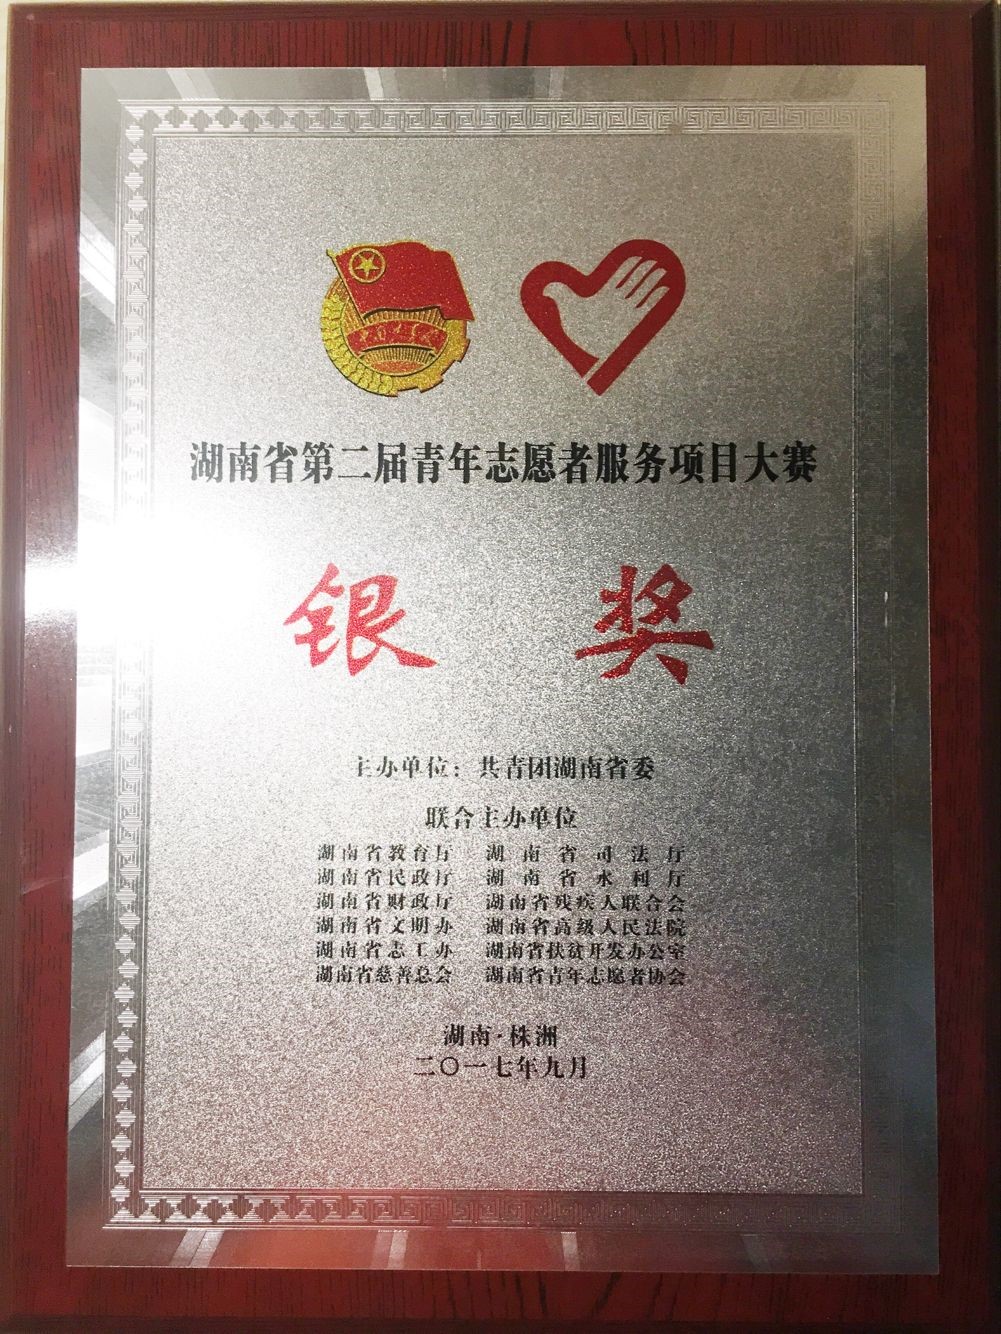 湖南省第二届青年志愿者服务项目大赛
银 奖
主办单位：共青团湖南省委
联合主办单位
湖南省教育厅 湖南省司法厅
湖南省民政厅 湖南省水利厅
湖南省财政厅 湖南省残疾人联合会
湖南省文明办 湖南省高级人民法院
湖南省志工办 湖南省扶贫开发办公室
湖南省慈善总会 湖南省青年志愿者协会
湖南·株洲
二〇一七年九月